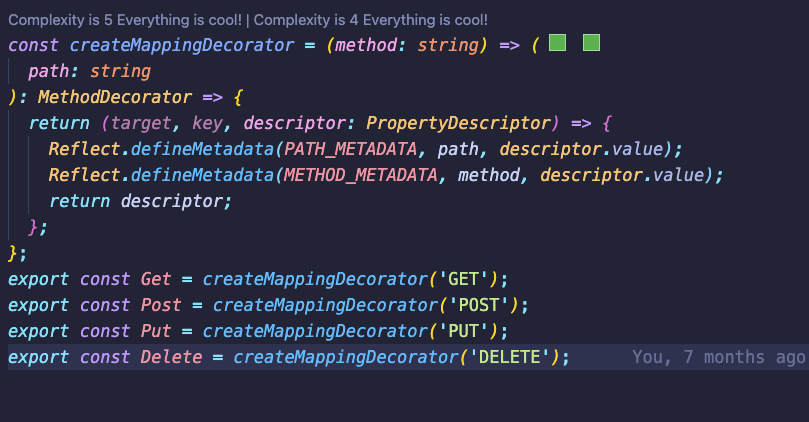 Complexity is 5 Everything is cool! | Complexity is 4 Everything is cool!
const createMappingDecorator = (method: string) => (
  path: string
): MethodDecorator => {
  return (target, key, descriptor: PropertyDescriptor) => {
    Reflect.defineMetadata(PATH_METADATA, path, descriptor.value);
    Reflect.defineMetadata(METHOD_METADATA, method, descriptor.value);
    return descriptor;
  };
};
export const Get = createMappingDecorator('GET');
export const Post = createMappingDecorator('POST');
export const Put = createMappingDecorator('PUT');
export const Delete = createMappingDecorator('DELETE'); You, 7 months ago